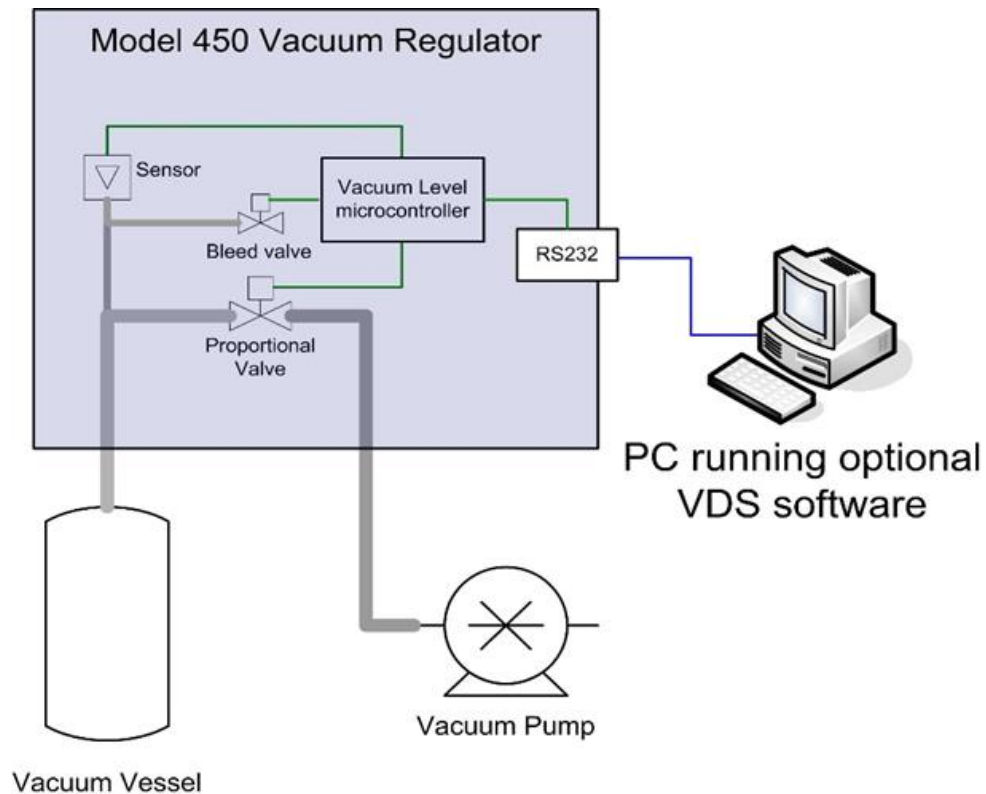 Model 450 Vacuum Regulator
Sensor
Vacuum Level
microcontroller
Bleed valve
RS232
Proportional
Valve
PC running optional
VDS software
Vacuum Pump
Vacuum Vessel